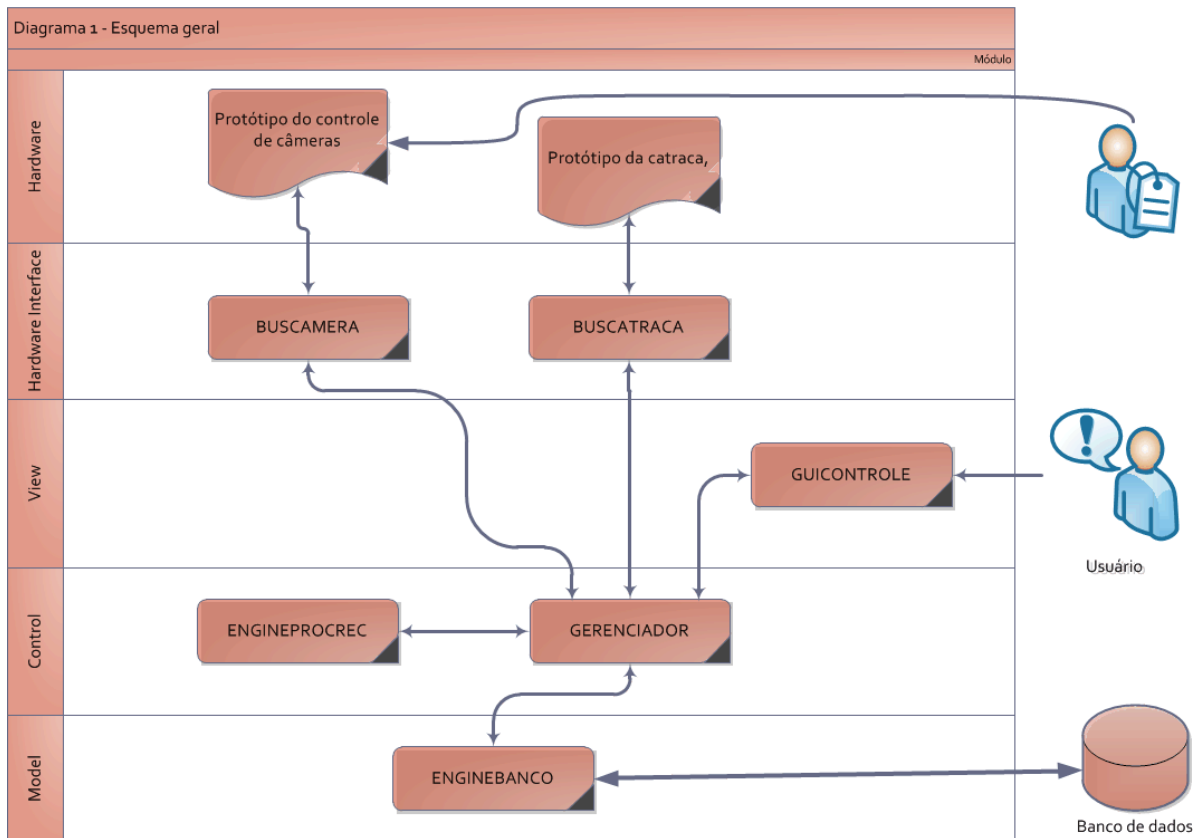 Diagrama 1 - Esquema geral
Módulo
Hardware
Protótipo do controle
de câmeras
Protótipo da catraca,
Hardware Interface
BUSCAMERA
BUSCATRACA
View
GUICONTROLE
Usuário
Control
ENGINEPROCREC
GERENCIADOR
Model
ENGINEBANCO
Banco de dados